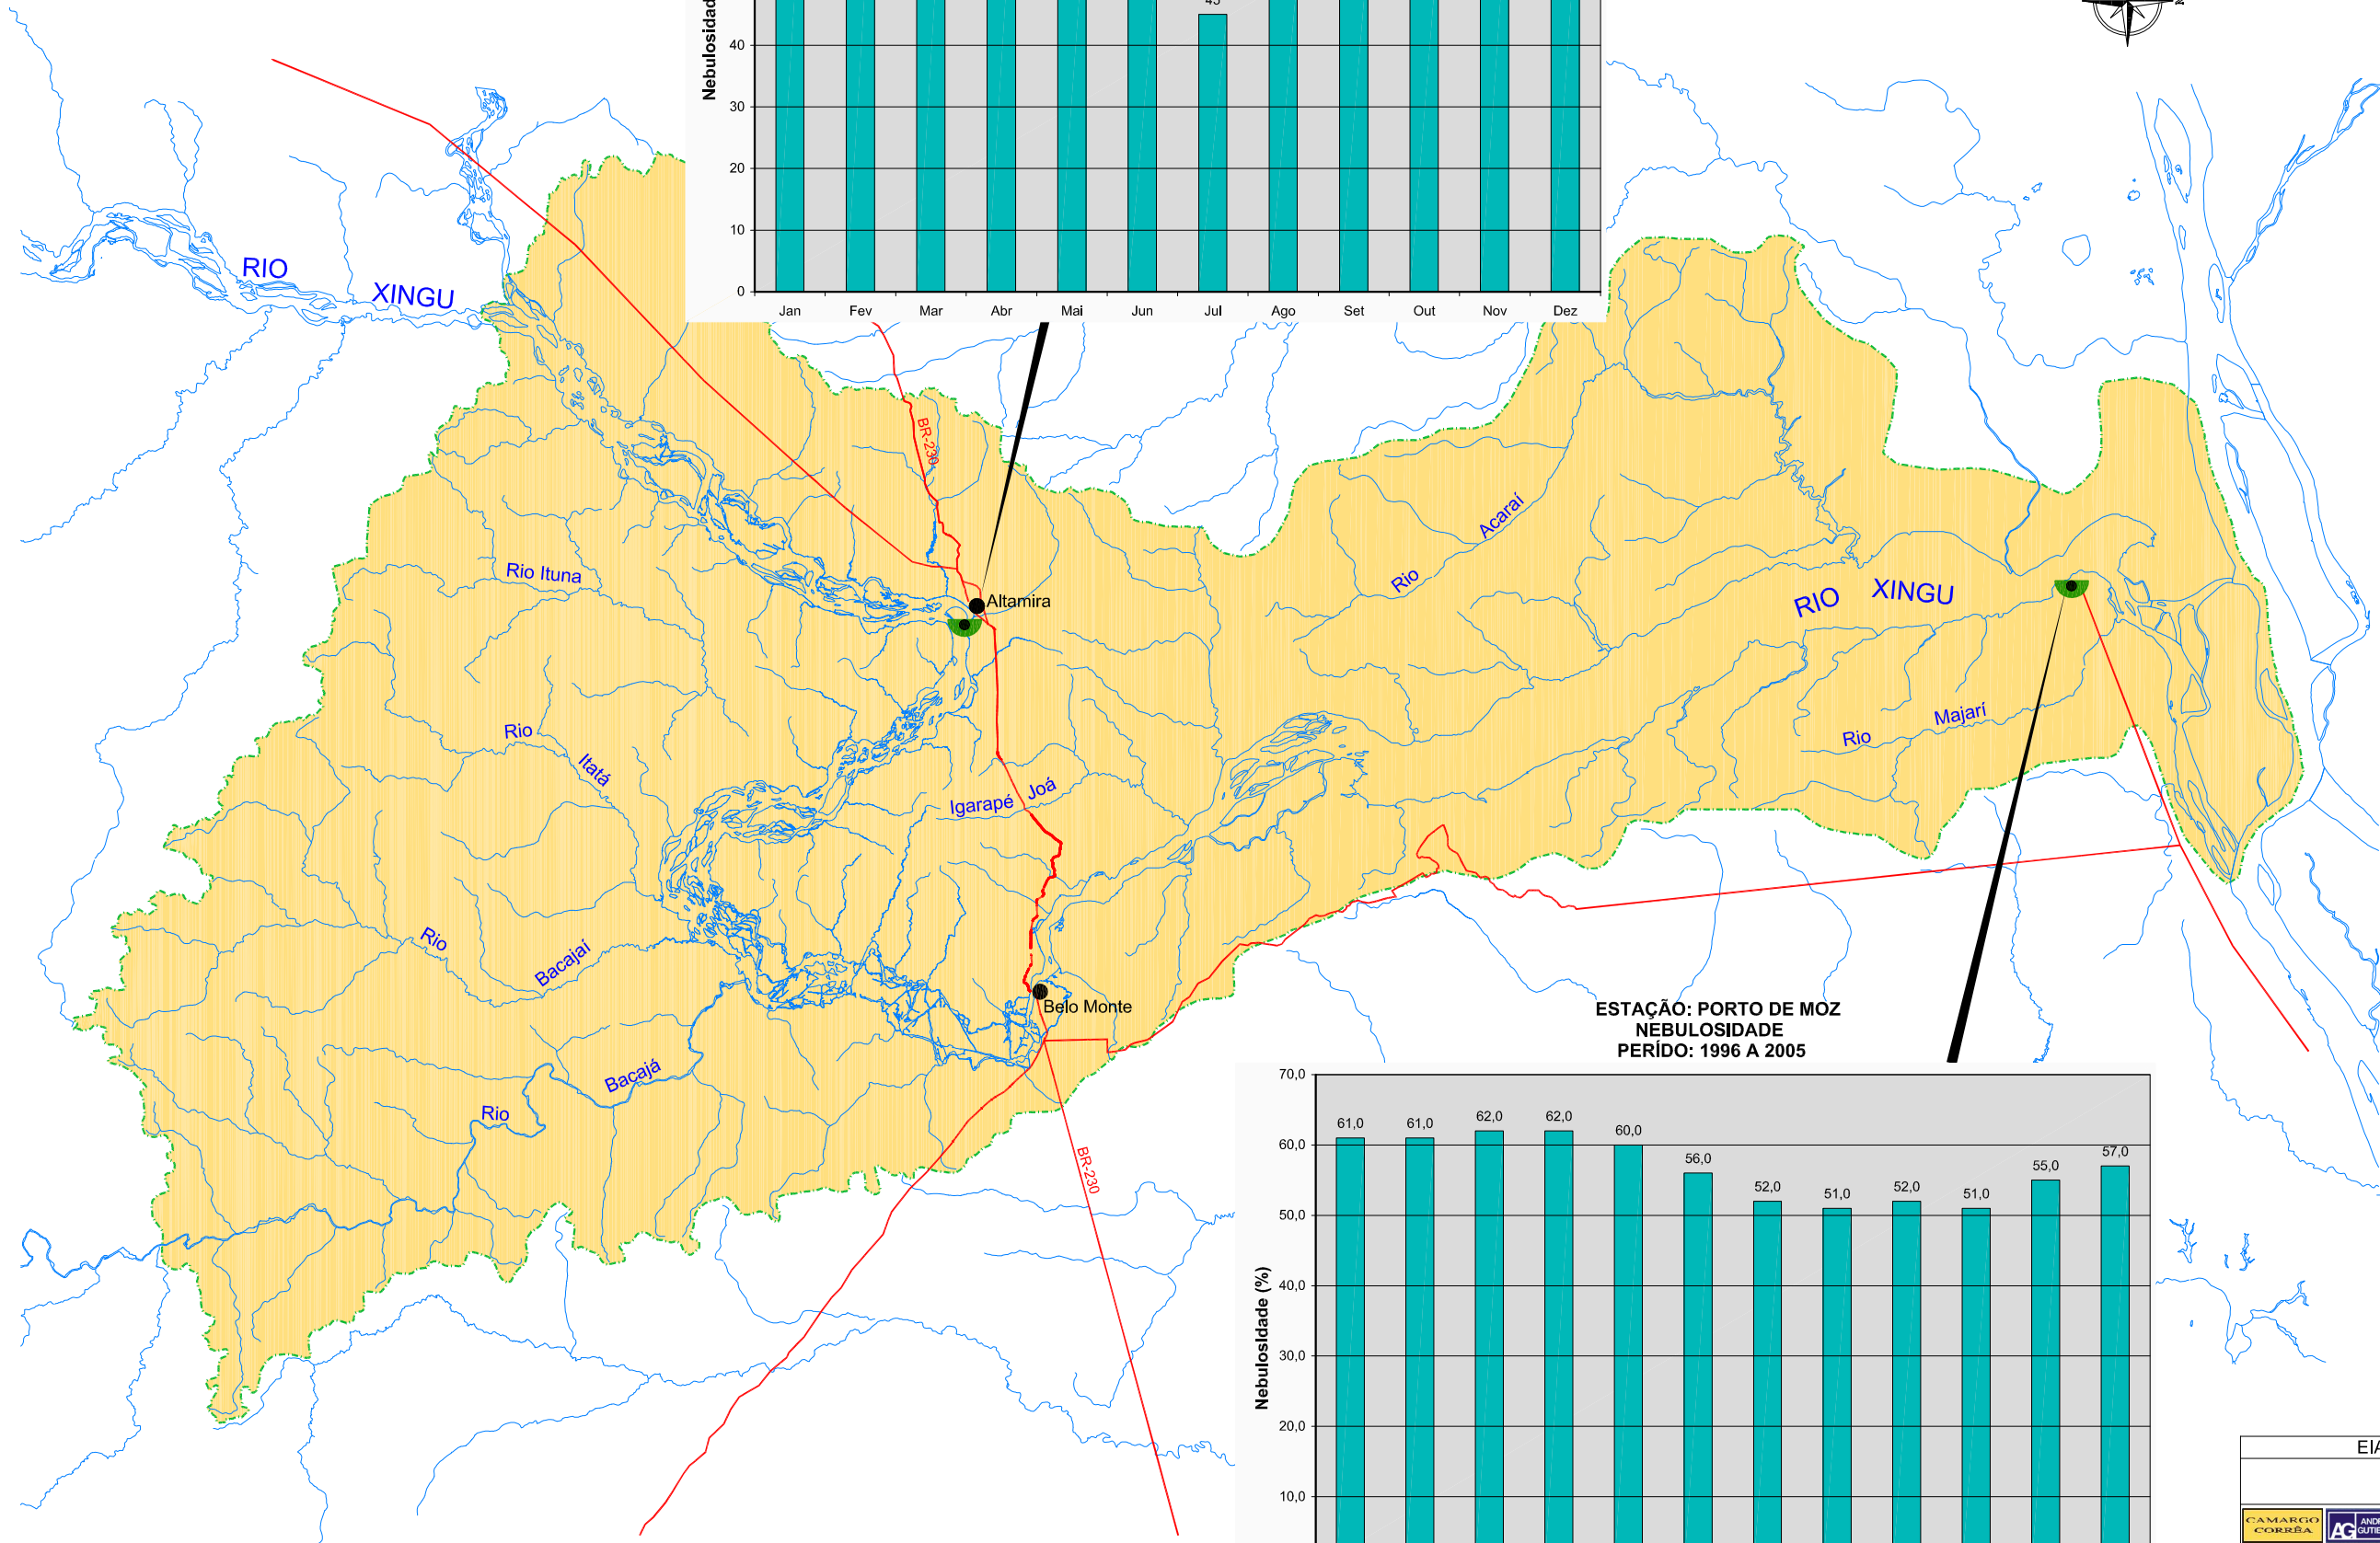 Nebulosidad
45
40
30
20
10
0
Jan Fev Mar Abr Mai Jun Jul Ago Set Out Nov Dez
RIO XINGU
BR-230
Rio Acaraí
Rio Ituna
Altamira
RIO XINGU
Rio Majarí
Rio Itatá
Igarapé Joá
Rio Bacajaí
Belo Monte
Rio Bacajá
BR-230
ESTAÇÃO: PORTO DE MOZ
NEBULOSIDADE
PERÍDO: 1996 A 2005
Nebulosidade (%)
70,0
60,0
50,0
40,0
30,0
20,0
10,0
61,0 61,0 62,0 62,0 60,0 56,0 52,0 51,0 52,0 51,0 55,0 57,0
EIA
CAMARGO
CORRÊA
AG